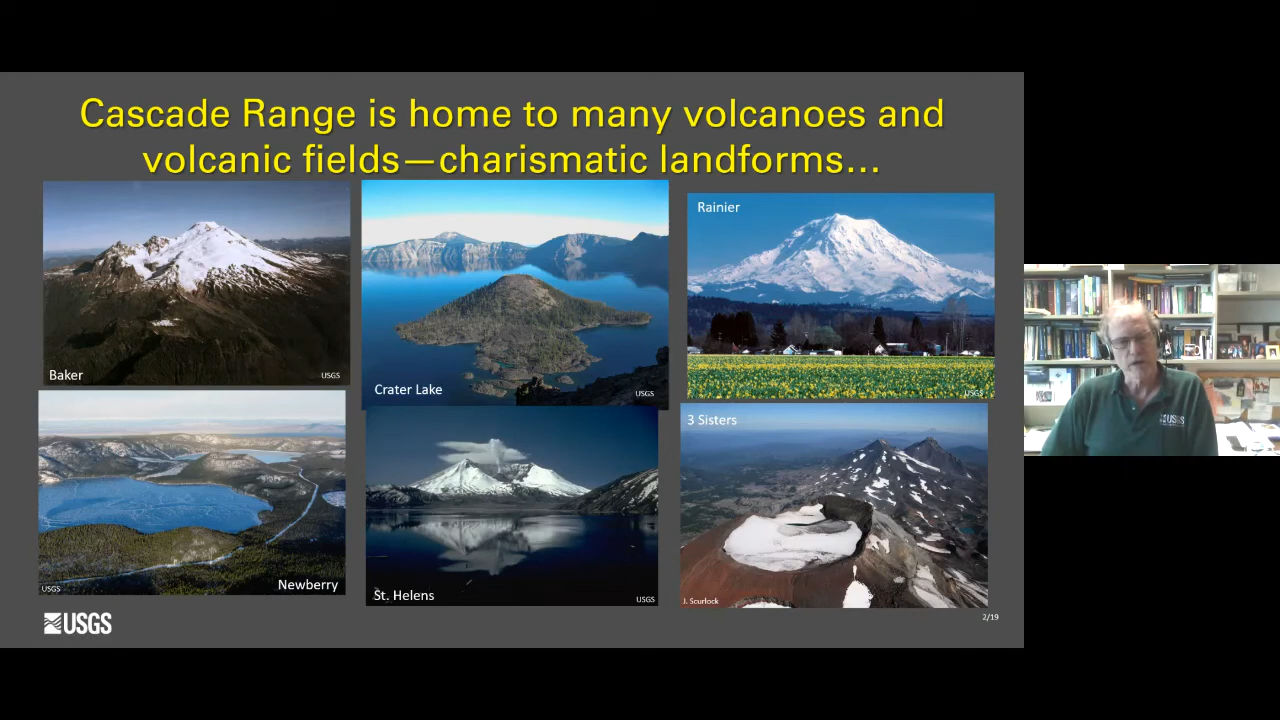 Cascade Range is home to many volcanoes and
volcanic fields—charismatic landforms...
Baker
USGS
Crater Lake
USGS
Rainier
USGS
USGS
Newberry
St. Helens
USGS
3 Sisters
J. Scurlock
USGS
2/19
USGS